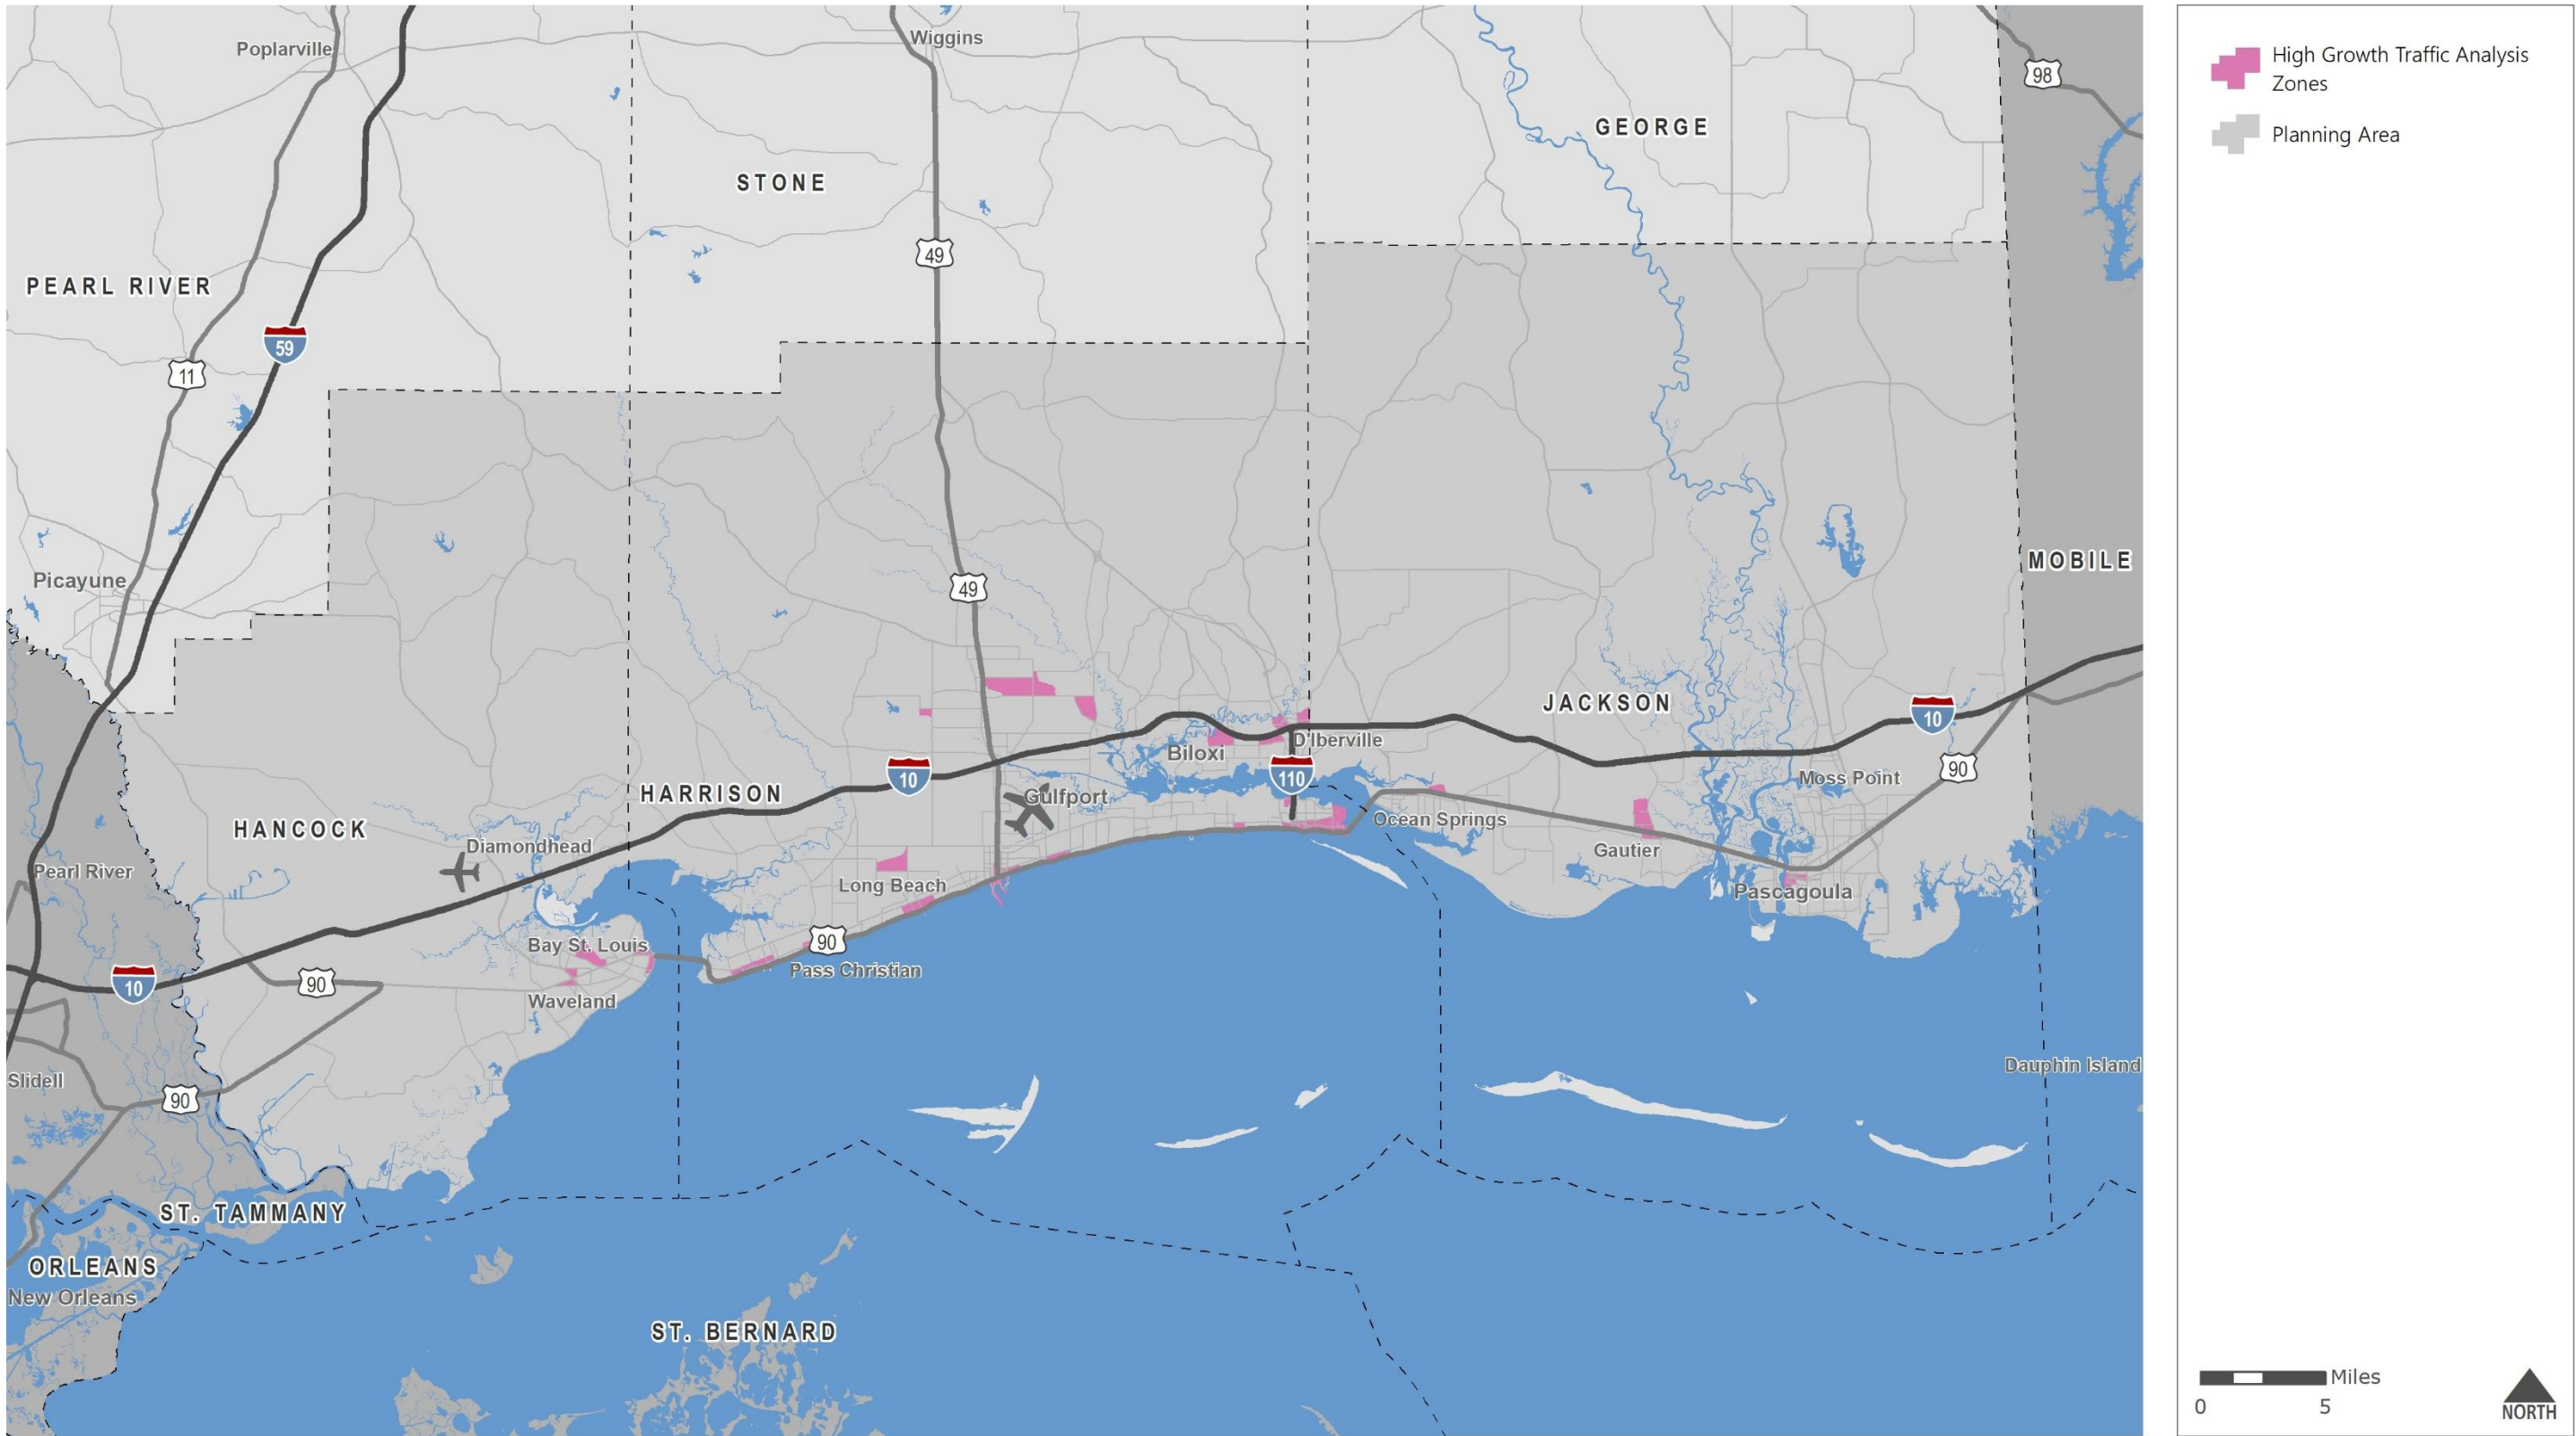 Poplarville
Wiggins
98
GEORGE
STONE
49
PEARL RIVER
59
11
MOBILE
Picayune
49
JACKSON
10
D'Iberville
Biloxi
90
10
110
Moss Point
HARRISON
Gulfport
Ocean Springs
HANCOCK
Diamondhead
Gautier
Pearl River
Long Beach
Pascagoula
90
Bay St. Louis
Pass Christian
10
90
Waveland
Dauphin Island
Slidell
90
ST. TAMMANY
ORLEANS
New Orleans
ST. BERNARD
High Growth Traffic Analysis
Zones
Planning Area
Miles
0 5
NORTH